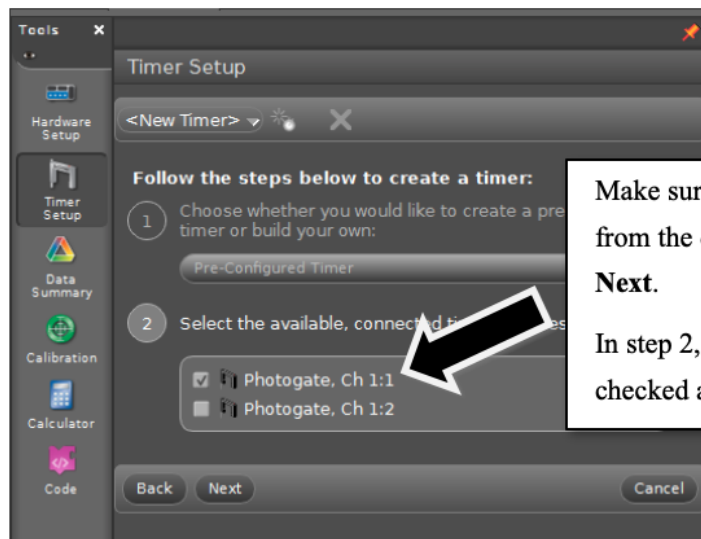 Tools
Timer Setup
Hardware
Setup
<New Timer>
Timer
Setup
Follow the steps below to create a timer:
1
Choose whether you would like to create a pre
timer or build your own:
Pre-Configured Timer
Data
Summary
2
Select the available, connected
Calibration
Photogate, Ch 1:1
Photogate, Ch 1:2
Calculator
Code
Back
Next
Cancel
Make sur
from the
Next.
In step 2,
checked a